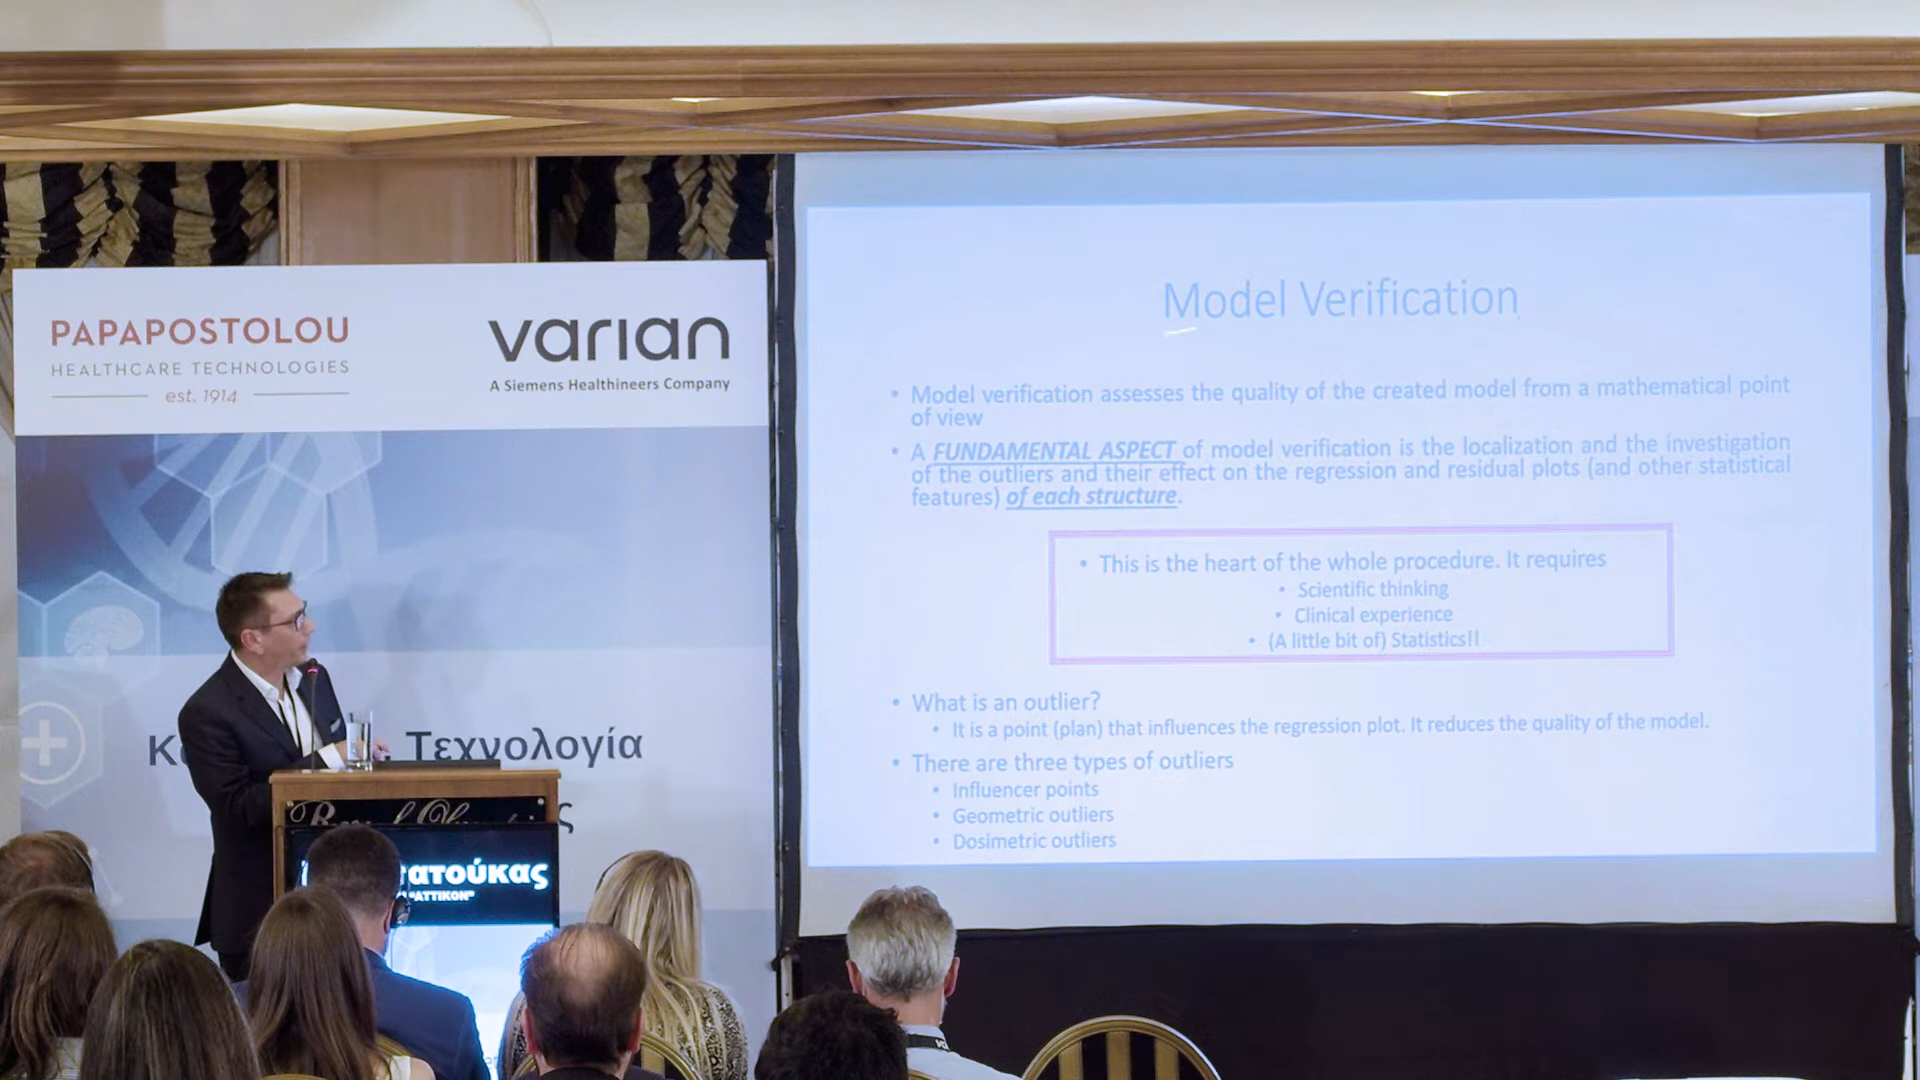 PAPAPOSTOLOU
HEALTHCARE TECHNOLOGIES
est. 1914
varian
A Siemens Healthineers Company
Τεχνολογία
ατούκας
"ΑΤΤΙΚΟΝ"
Model Verification
• Model verification assesses the quality of the created model from a mathematical point
of view
• A FUNDAMENTAL ASPECT of model verification is the localization and the investigation
of the outliers and their effect on the regression and residual plots (and other statistical
features) of each structure.
• This is the heart of the whole procedure. It requires
• Scientific thinking
• Clinical experience
• (A little bit of) Statistics!!
• What is an outlier?
• It is a point (plan) that influences the regression plot. It reduces the quality of the model.
• There are three types of outliers
• Influencer points
• Geometric outliers
• Dosimetric outliers